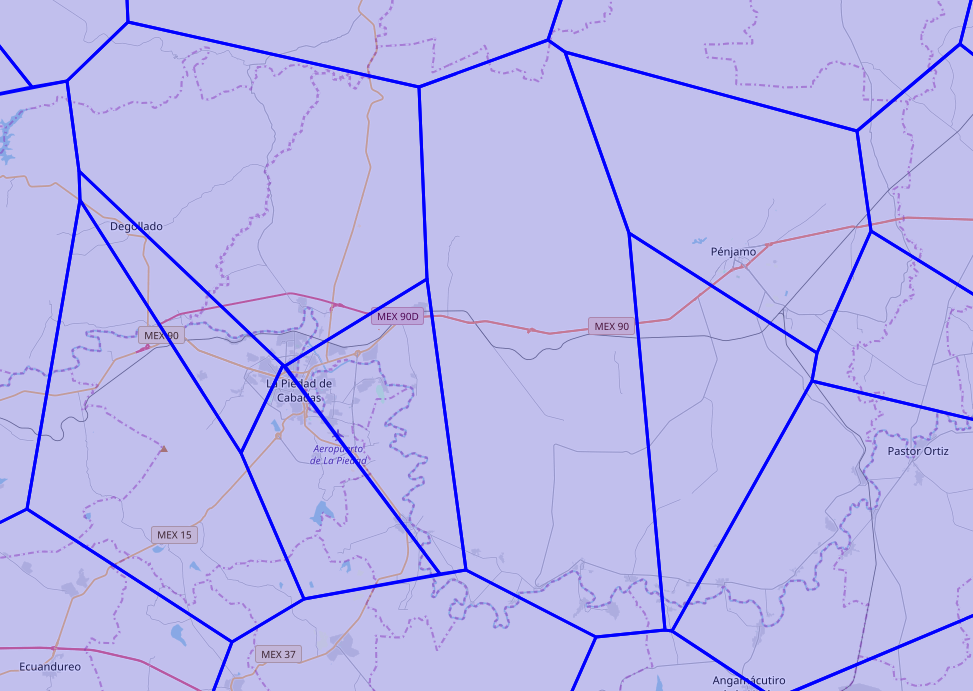 Degollado
Pénjamo
MEX 90D
MEX 90
MEX 90
La Piedad de
Cabadas
Aeropuerto
de La Piedad
Pastor Ortiz
MEX 15
MEX 37
Ecuandureo
Angamácutiro